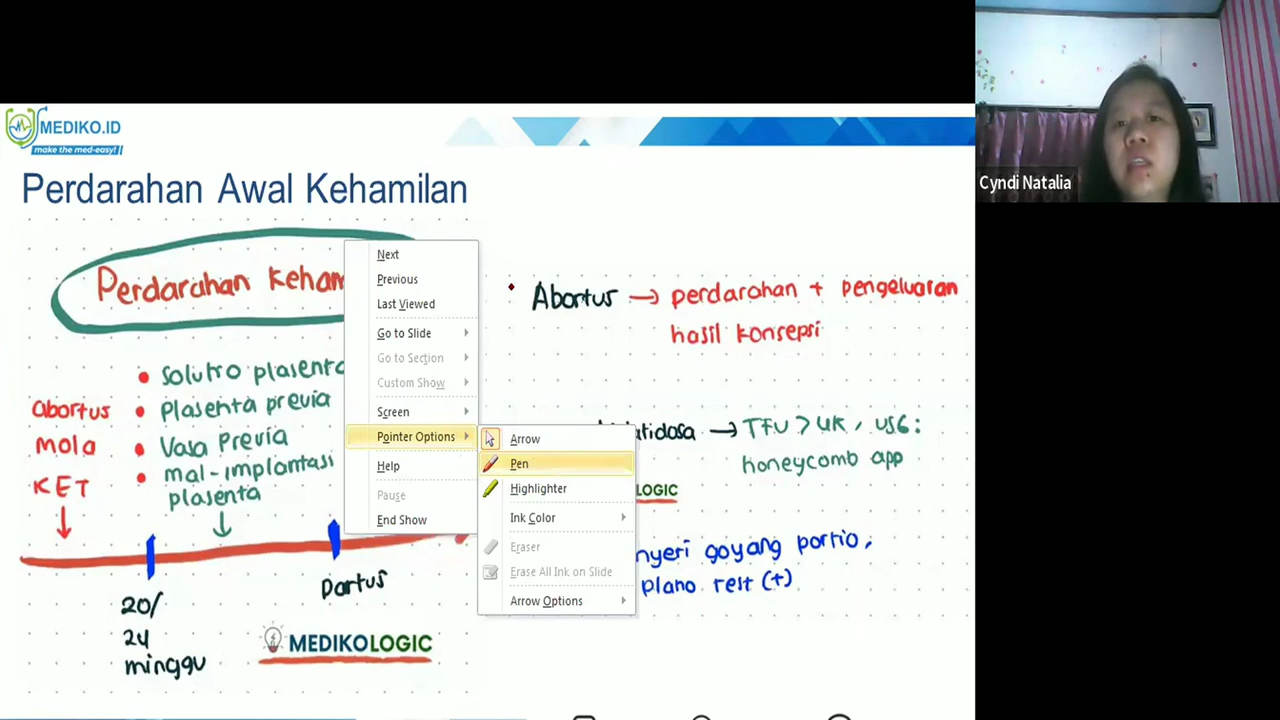 MEDIKO.ID
make the med-easy!
Perdarahan Awal Kehamilan
Perdarahan
• Solutio plasenta
• Plasenta previa
• Vasa Previa
• mal-implantasi
plasenta
abortus
mola
KET
20/
24
minggu
partus
MEDIKOLOGIC
Next
Previous
Last Viewed
Go to Slide
Go to Section
Custom Show
Screen
Pointer Options
Help
Pause
End Show
Arrow
Pen
Highlighter
Ink Color
Eraser
Erase All Ink on Slide
Arrow Options
Abortus → perdarahan + pengeluaran
hasil konsepsi
→ TFU > UK, USG:
honeycomb app
LOGIC
nyeri goyang portio,
plano test (+)
Cyndi Natalia